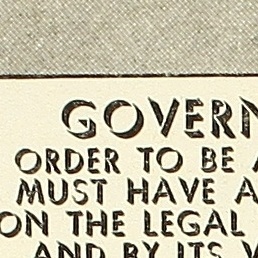 GOVERN
ORDER TO BE A
MUST HAVE A
ON THE LEGAL
AND BY ITS V